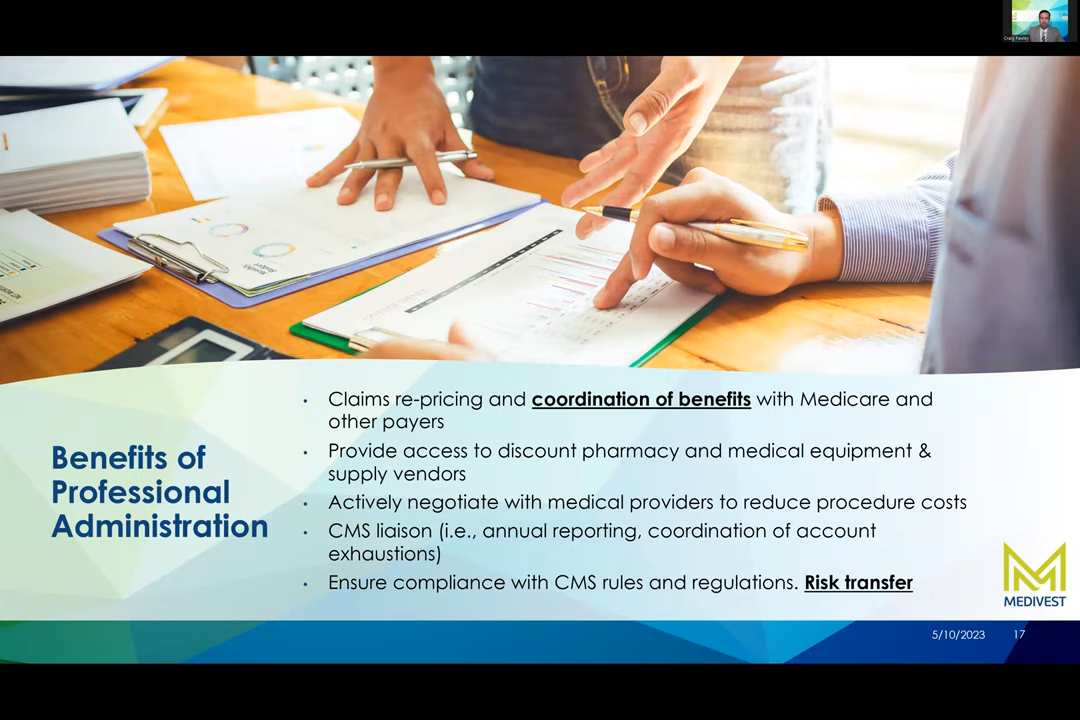 Craig Pawley
Benefits of
Professional
Administration
• Claims re-pricing and coordination of benefits with Medicare and
other payers
• Provide access to discount pharmacy and medical equipment &
supply vendors
• Actively negotiate with medical providers to reduce procedure costs
• CMS liaison (i.e., annual reporting, coordination of account
exhaustions)
• Ensure compliance with CMS rules and regulations. Risk transfer
MEDIVEST
5/10/2023 17